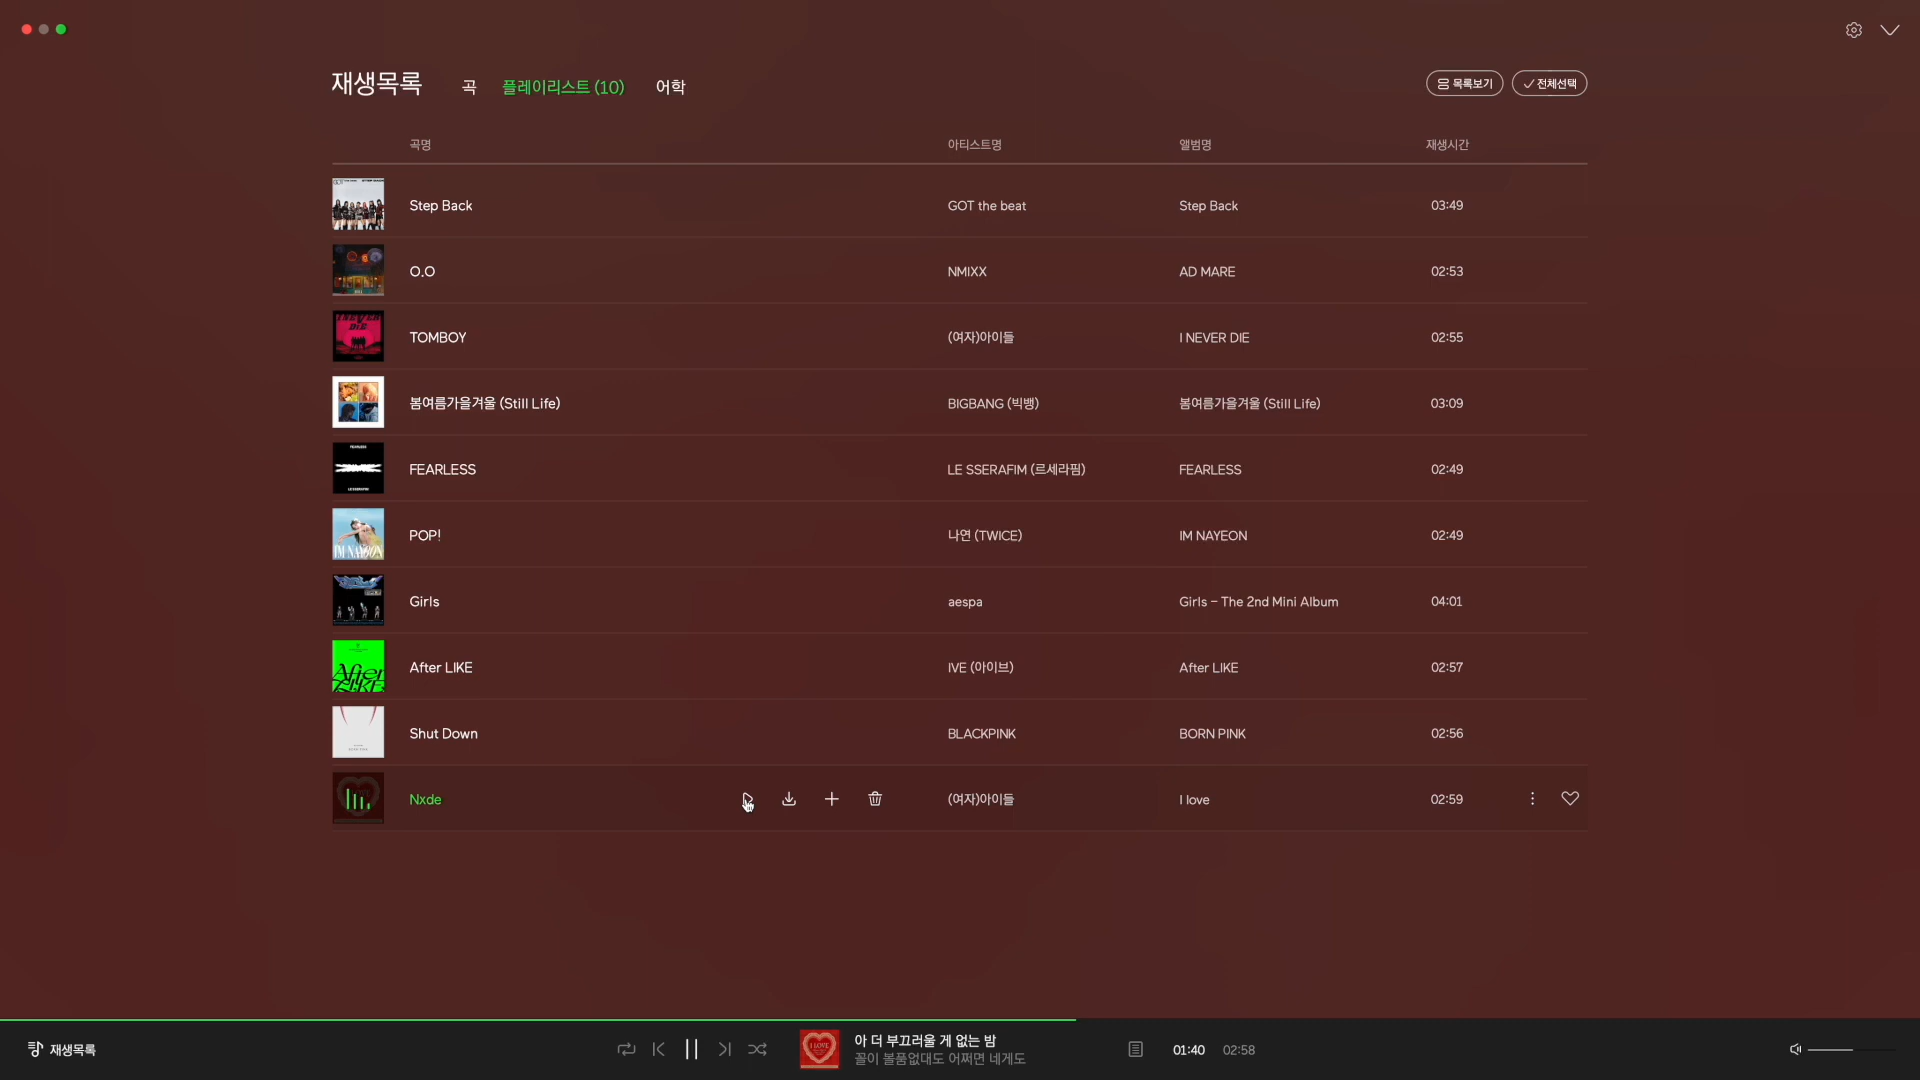 재생목록 곡 플레이리스트 (10) 어학 목록보기 전체선택
곡명 아티스트명 앨범명 재생시간
Step Back GOT the beat Step Back 03:49
O.O NMIXX AD MARE 02:53
TOMBOY (여자)아이들 I NEVER DIE 02:55
봄여름가을겨울 (Still Life) BIGBANG (빅뱅) 봄여름가을겨울 (Still Life) 03:09
FEARLESS LE SSERAFIM (르세라핌) FEARLESS 02:49
POP! 나연 (TWICE) IM NAYEON 02:49
IM NAYEON
Girls aespa Girls – The 2nd Mini Album 04:01
After LIKE IVE (아이브) After LIKE 02:57
After LIKE
Shut Down BLACKPINK BORN PINK 02:56
Nxde (여자)아이들 I love 02:59
재생목록 I LOVE 아 더 부끄러울 게 없는 밤 01:40 02:58
꼴이 볼품없대도 어쩌면 네게도